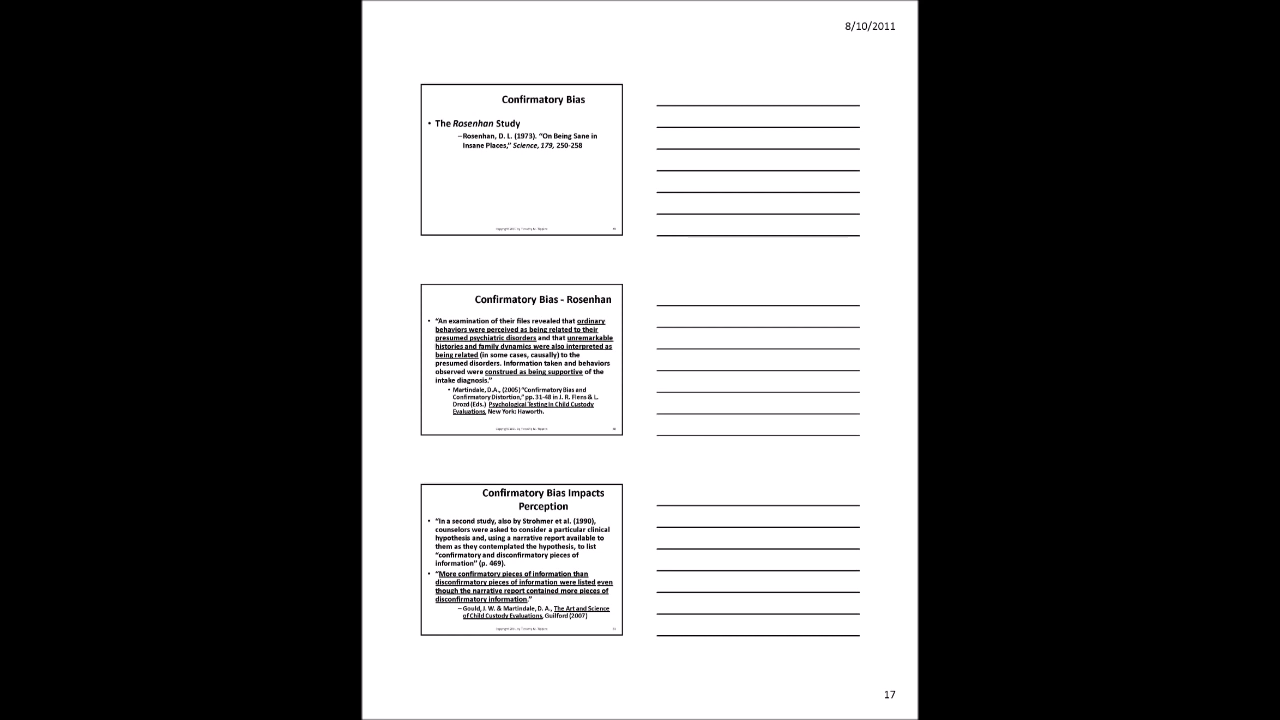 8/10/2011
Confirmatory Bias
• The Rosenhan Study
–Rosenhan, D. L. (1973). “On Being Sane in
Insane Places,” Science, 179, 250-258
Confirmatory Bias - Rosenhan
• “An examination of their files revealed that ordinary
behaviors were perceived as being related to their
presumed psychiatric disorders and that unremarkable
histories and family dynamics were also interpreted as
being related (in some cases, causally) to the
presumed disorders. Information taken and behaviors
observed were construed as being supportive of the
intake diagnosis.”
• Martindale, D.A., (2005) “Confirmatory Bias and
Confirmatory Distortion,” pp. 31-48 in J. R. Flens & L.
Drozd (Eds.) Psychological Testing in Child Custody
Evaluations, New York: Haworth.
Confirmatory Bias Impacts
Perception
• “In a second study, also by Strohmer et al. (1990),
counselors were asked to consider a particular clinical
hypothesis and, using a narrative report available to
them as they contemplated the hypothesis, to list
“confirmatory and disconfirmatory pieces of
information” (p. 469).
• “More confirmatory pieces of information than
disconfirmatory pieces of information were listed even
though the narrative report contained more pieces of
disconfirmatory information.”
–Gould, J. W. & Martindale, D. A., The Art and Science
of Child Custody Evaluations, Guilford (2007)
17